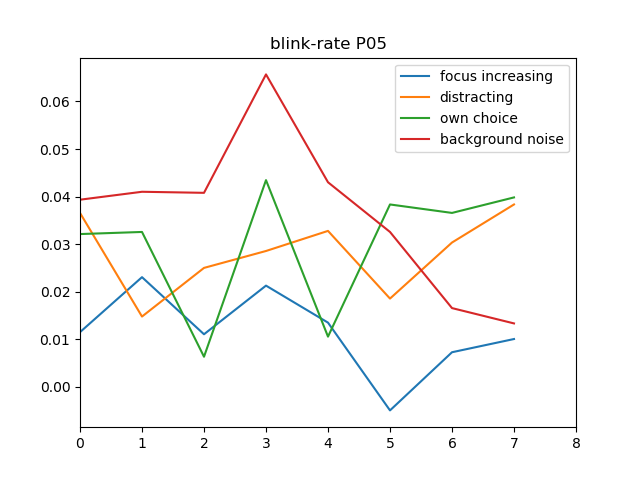 blink-rate P05
focus increasing
distracting
own choice
background noise
0.06
0.05
0.04
0.03
0.02
0.01
0.00
0 1 2 3 4 5 6 7 8